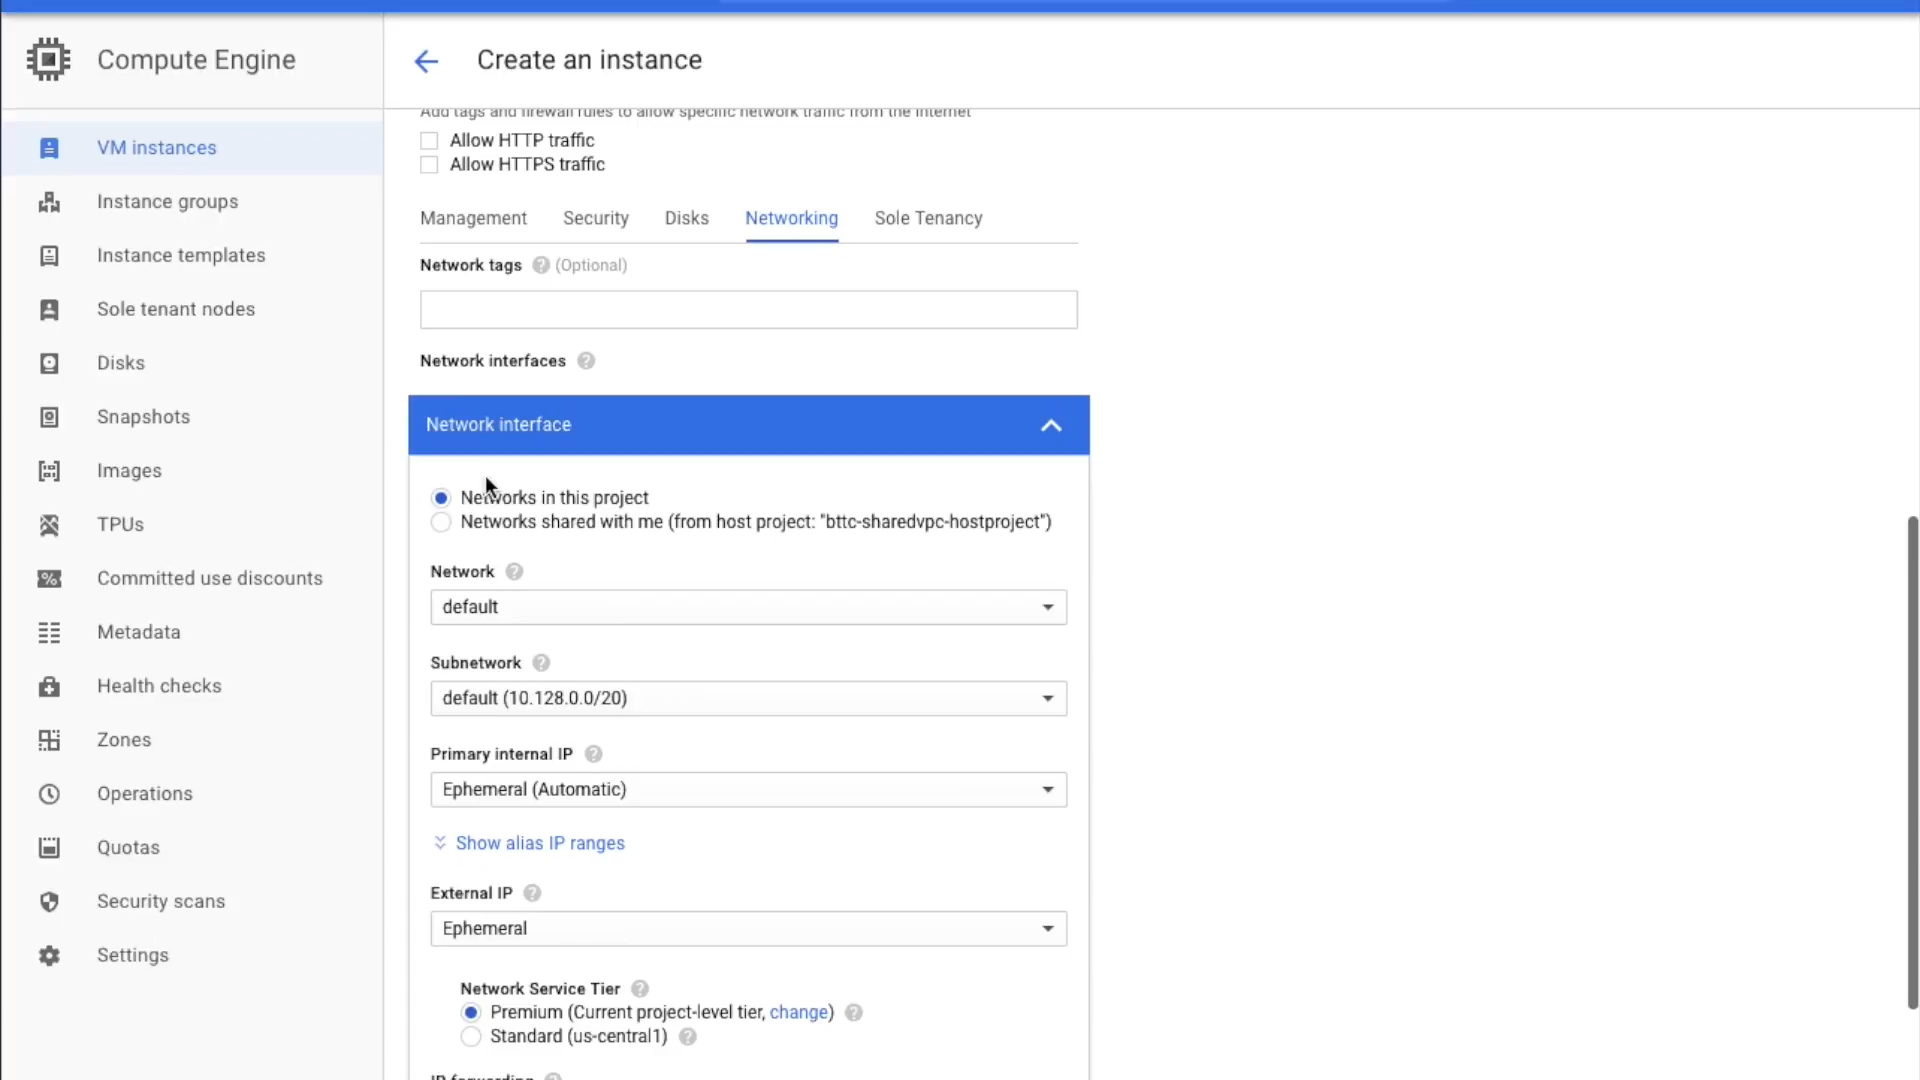 Compute Engine
Create an instance
Add tags and firewall rules to allow specific network traffic from the Internet
VM instances
Allow HTTP traffic
Allow HTTPS traffic
Instance groups
Management Security Disks Networking Sole Tenancy
Instance templates
Network tags ? (Optional)
Sole tenant nodes
Disks
Network interfaces ?
Snapshots
Network interface
Images
Networks in this project
TPUs
Networks shared with me (from host project: "bttc-sharedvpc-hostproject")
Committed use discounts
Network ?
default
Metadata
Subnetwork ?
Health checks
default (10.128.0.0/20)
Zones
Primary internal IP ?
Operations
Ephemeral (Automatic)
Quotas
Show alias IP ranges
Security scans
External IP ?
Ephemeral
Settings
Network Service Tier ?
Premium (Current project-level tier, change) ?
Standard (us-central1) ?
IP forwarding ?